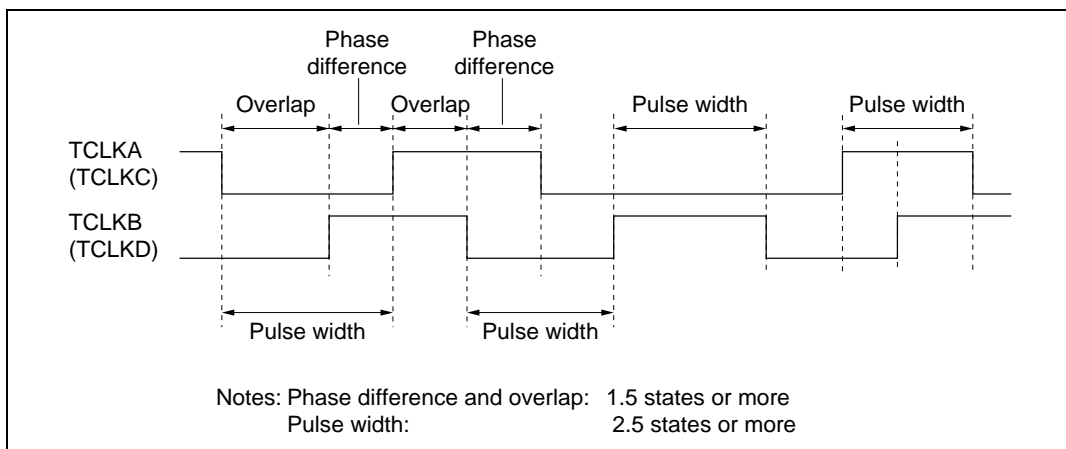 Phase difference
Phase difference
Overlap
Overlap
Pulse width
Pulse width
TCLKA
(TCLKC)
TCLKB
(TCLKD)
Pulse width
Pulse width
Notes: Phase difference and overlap: 1.5 states or more
Pulse width: 2.5 states or more